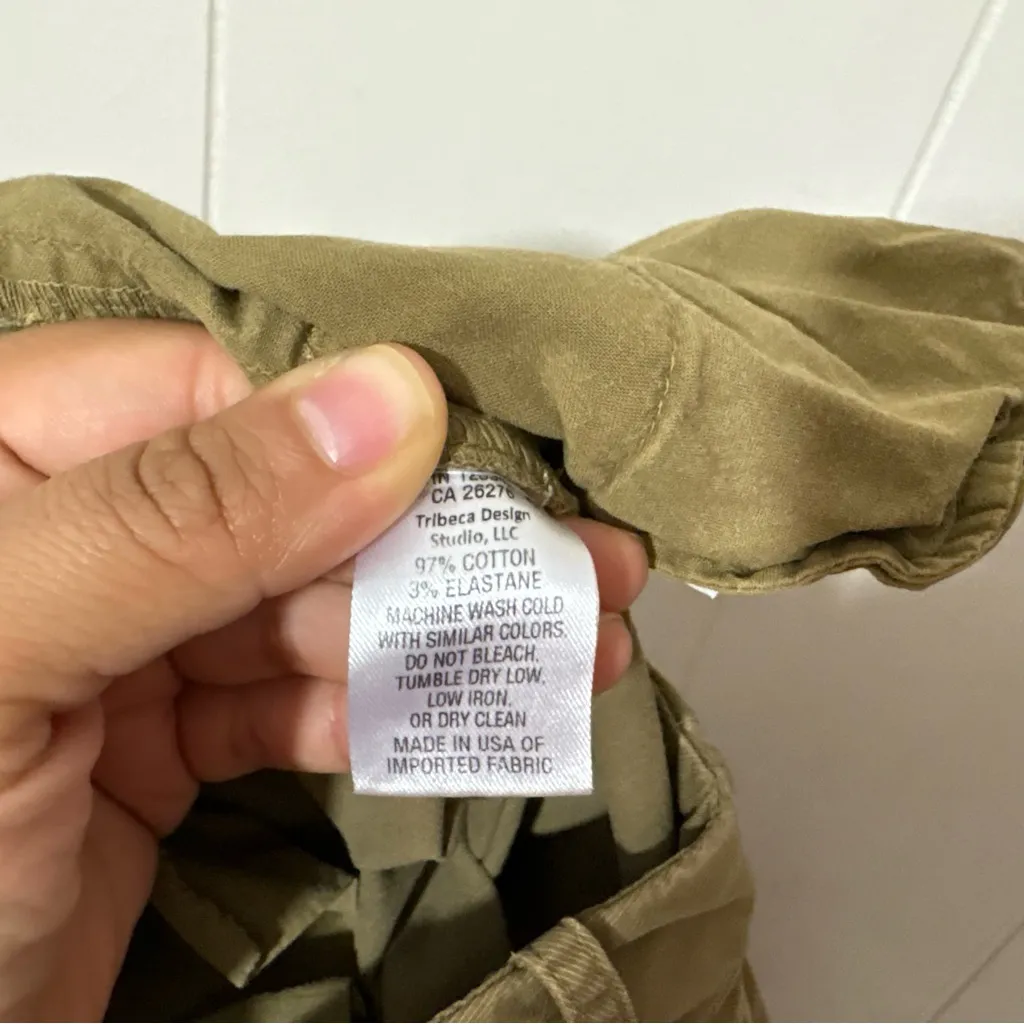 CA 26276
Tribeca Design
Studio, LLC
97% COTTON
3% ELASTANE
MACHINE WASH COLD
WITH SIMILAR COLORS.
DO NOT BLEACH.
TUMBLE DRY LOW.
LOW IRON.
OR DRY CLEAN
MADE IN USA OF
IMPORTED FABRIC